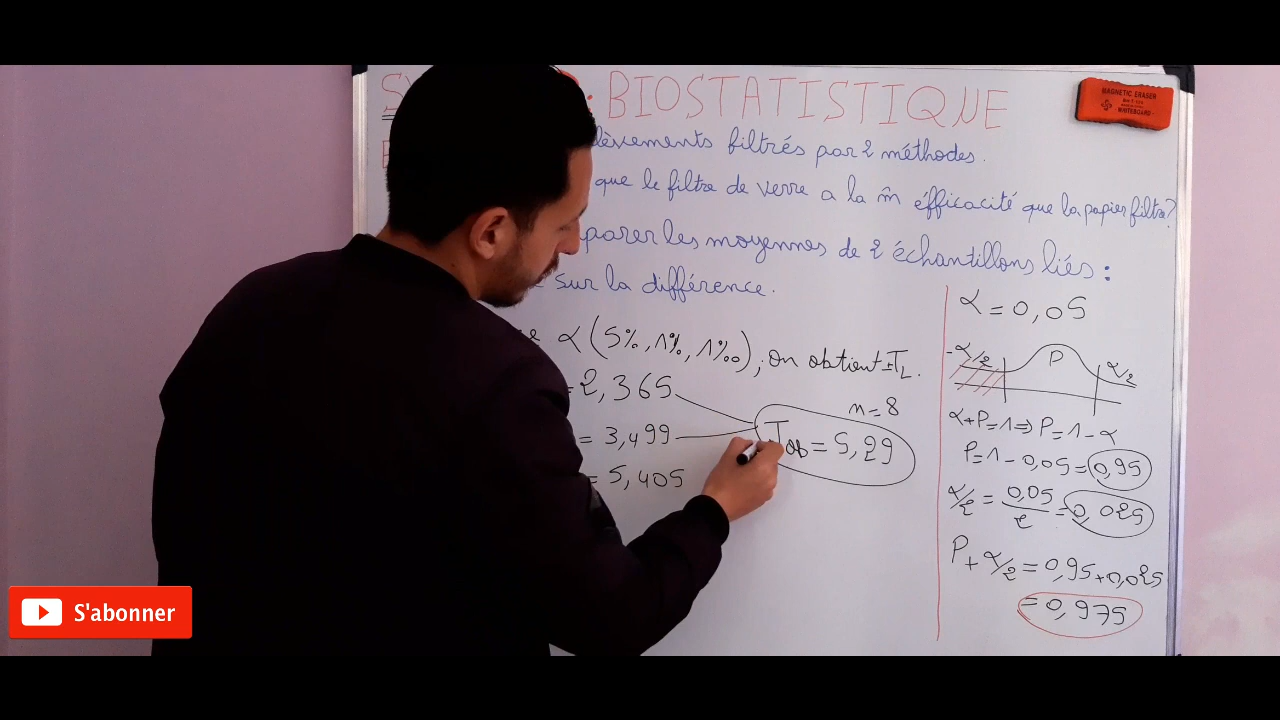 : BIOSTATISTIQUE
MAGNETIC ERASER
WHITEBOARD
lèvements filtrés par 2 méthodes.
que le filtre de verre a la m̂ éfficacité que la papier filtre?
parer les moyennes de 2 échantillons liés :
sur la différence.
α (5%, 1%, 1‰), on obtient
= 2,365
= 3,499
= 5,405
n = 8
Tob = 5,29
α = 0,05
α/2 P α/2
α + P = 1 ⇒ P = 1 - α
P = 1 - 0,05 = 0,95
α/2 = 0,05/2 = 0,025
P + α/2 = 0,95 + 0,025
= 0,975
S'abonner